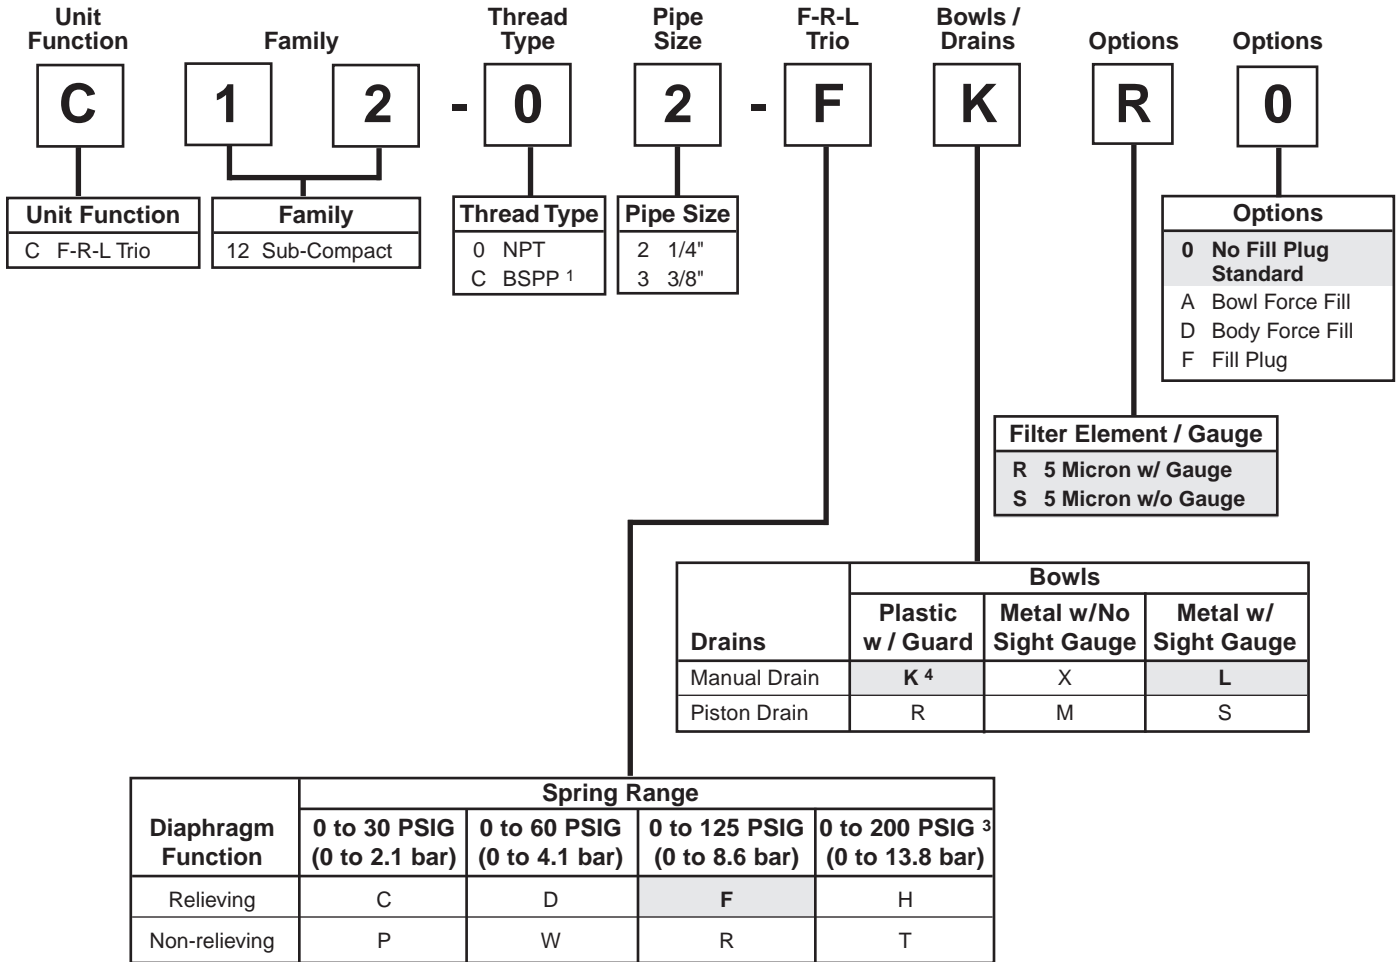 Unit Function
Family
Thread Type
Pipe Size
F-R-L Trio
Bowls / Drains
Options
Options
C 1 2 - 0 2 - F K R 0
Unit Function
C F-R-L Trio
Family
12 Sub-Compact
Thread Type
0 NPT
C BSPP 1
Pipe Size
2 1/4"
3 3/8"
Options
0 No Fill Plug
Standard
A Bowl Force Fill
D Body Force Fill
F Fill Plug
Filter Element / Gauge
R 5 Micron w/ Gauge
S 5 Micron w/o Gauge
Bowls
Drains
Plastic w / Guard
Metal w/No Sight Gauge
Metal w/ Sight Gauge
Manual Drain K 4 X L
Piston Drain R M S
Spring Range
Diaphragm Function
0 to 30 PSIG (0 to 2.1 bar)
0 to 60 PSIG (0 to 4.1 bar)
0 to 125 PSIG (0 to 8.6 bar)
0 to 200 PSIG 3 (0 to 13.8 bar)
Relieving C D F H
Non-relieving P W R T